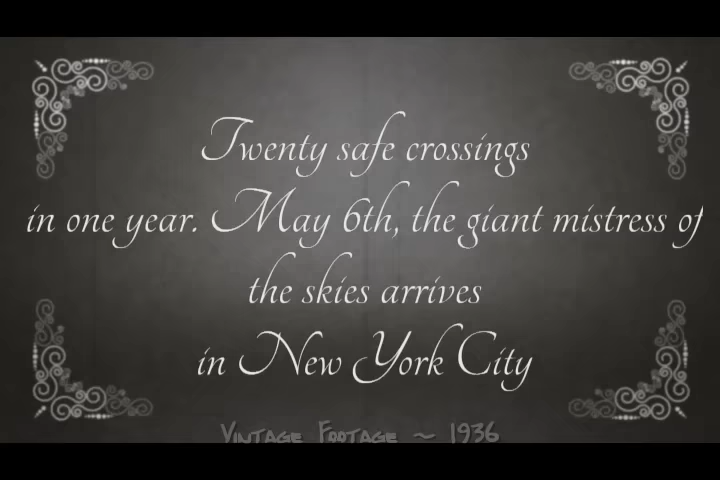 Twenty safe crossings
in one year. May 6th, the giant mistress of
the skies arrives
in New York City
Vintage Footage ~ 1936